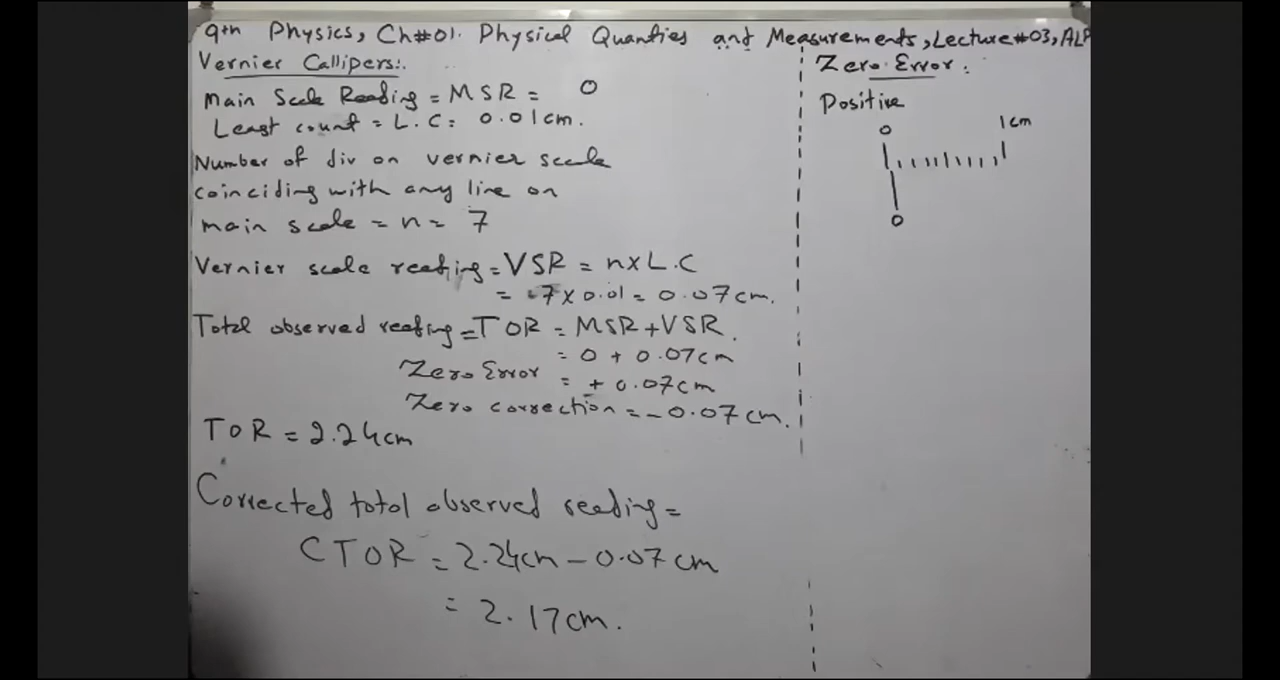 9th Physics, Ch#01. Physical Quanties and Measurements, Lecture#03, ALP
Vernier Callipers:.
Main Scale Reading = MSR = 0
Least count = L.C = 0.01cm.
Number of div on vernier scale
coinciding with any line on
main scale = n = 7
Vernier scale reading = VSR = n×L.C
= 7×0.01 = 0.07cm.
Total observed reading = TOR = MSR + VSR.
= 0 + 0.07cm
Zero Error = + 0.07cm
Zero correction = - 0.07cm.
TOR = 2.24cm
Corrected total observed reading =
CTOR = 2.24cm - 0.07cm
= 2.17cm.
Zero Error:
Positive
0 1cm
0